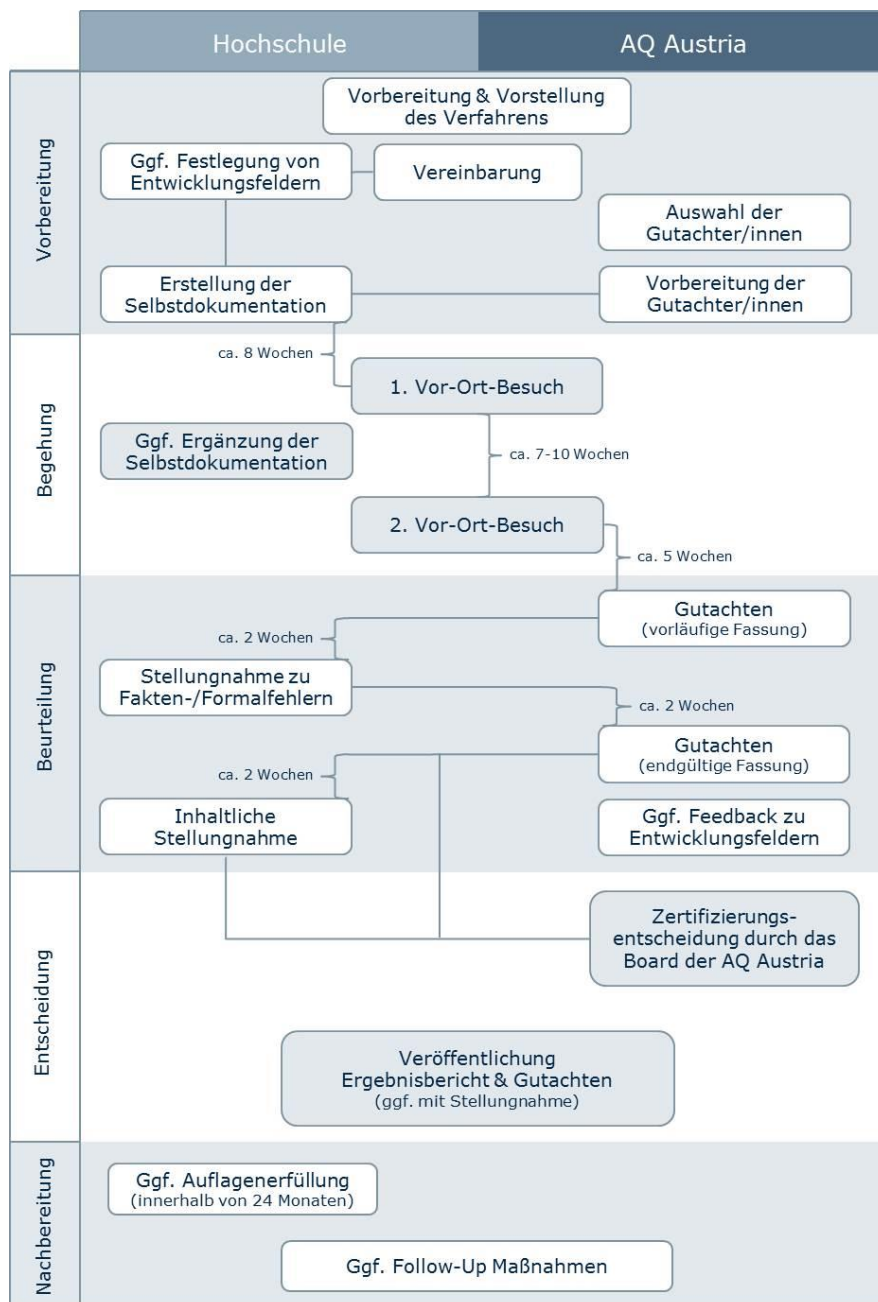 Hochschule
AQ Austria
Vorbereitung
Vorbereitung & Vorstellung
des Verfahrens
Ggf. Festlegung von
Entwicklungsfeldern
Vereinbarung
Auswahl der
Gutachter/innen
Erstellung der
Selbstdokumentation
Vorbereitung der
Gutachter/innen
Begehung
ca. 8 Wochen
1. Vor-Ort-Besuch
Ggf. Ergänzung der
Selbstdokumentation
ca. 7-10 Wochen
2. Vor-Ort-Besuch
ca. 5 Wochen
Beurteilung
Gutachten
(vorläufige Fassung)
ca. 2 Wochen
Stellungnahme zu
Fakten-/Formalfehlern
ca. 2 Wochen
Gutachten
(endgültige Fassung)
ca. 2 Wochen
Inhaltliche
Stellungnahme
Ggf. Feedback zu
Entwicklungsfeldern
Entscheidung
Zertifizierungs-
entscheidung durch das
Board der AQ Austria
Veröffentlichung
Ergebnisbericht & Gutachten
(ggf. mit Stellungnahme)
Nachbereitung
Ggf. Auflagenerfüllung
(innerhalb von 24 Monaten)
Ggf. Follow-Up Maßnahmen